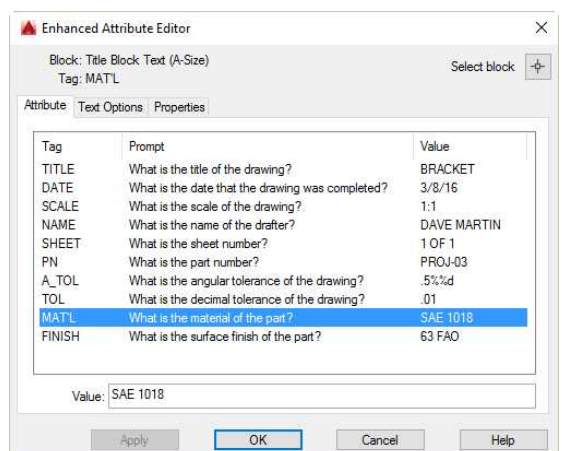 Enhanced Attribute Editor
Block: Title Block Text (A-Size)
Tag: MAT'L
Select block
Attribute Text Options Properties
Tag Prompt Value
TITLE What is the title of the drawing? BRACKET
DATE What is the date that the drawing was completed? 3/8/16
SCALE What is the scale of the drawing? 1:1
NAME What is the name of the drafter? DAVE MARTIN
SHEET What is the sheet number? 1 OF 1
PN What is the part number? PROJ-03
A_TOL What is the angular tolerance of the drawing? .5%%d
TOL What is the decimal tolerance of the drawing? .01
MAT'L What is the material of the part? SAE 1018
FINISH What is the surface finish of the part? 63 FAO
Value: SAE 1018
Apply OK Cancel Help